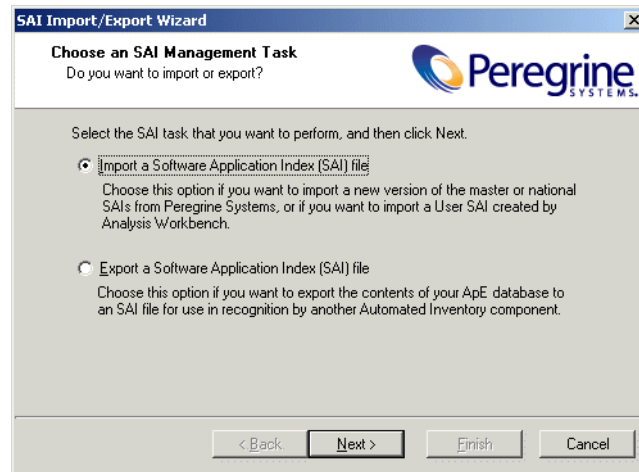 SAI Import/Export Wizard
Choose an SAI Management Task
Do you want to import or export?
Peregrine
SYSTEMS
Select the SAI task that you want to perform, and then click Next.
Import a Software Application Index (SAI) file
Choose this option if you want to import a new version of the master or national
SAIs from Peregrine Systems, or if you want to import a User SAI created by
Analysis Workbench.
Export a Software Application Index (SAI) file
Choose this option if you want to export the contents of your ApE database to
an SAI file for use in recognition by another Automated Inventory component.
< Back
Next >
Finish
Cancel